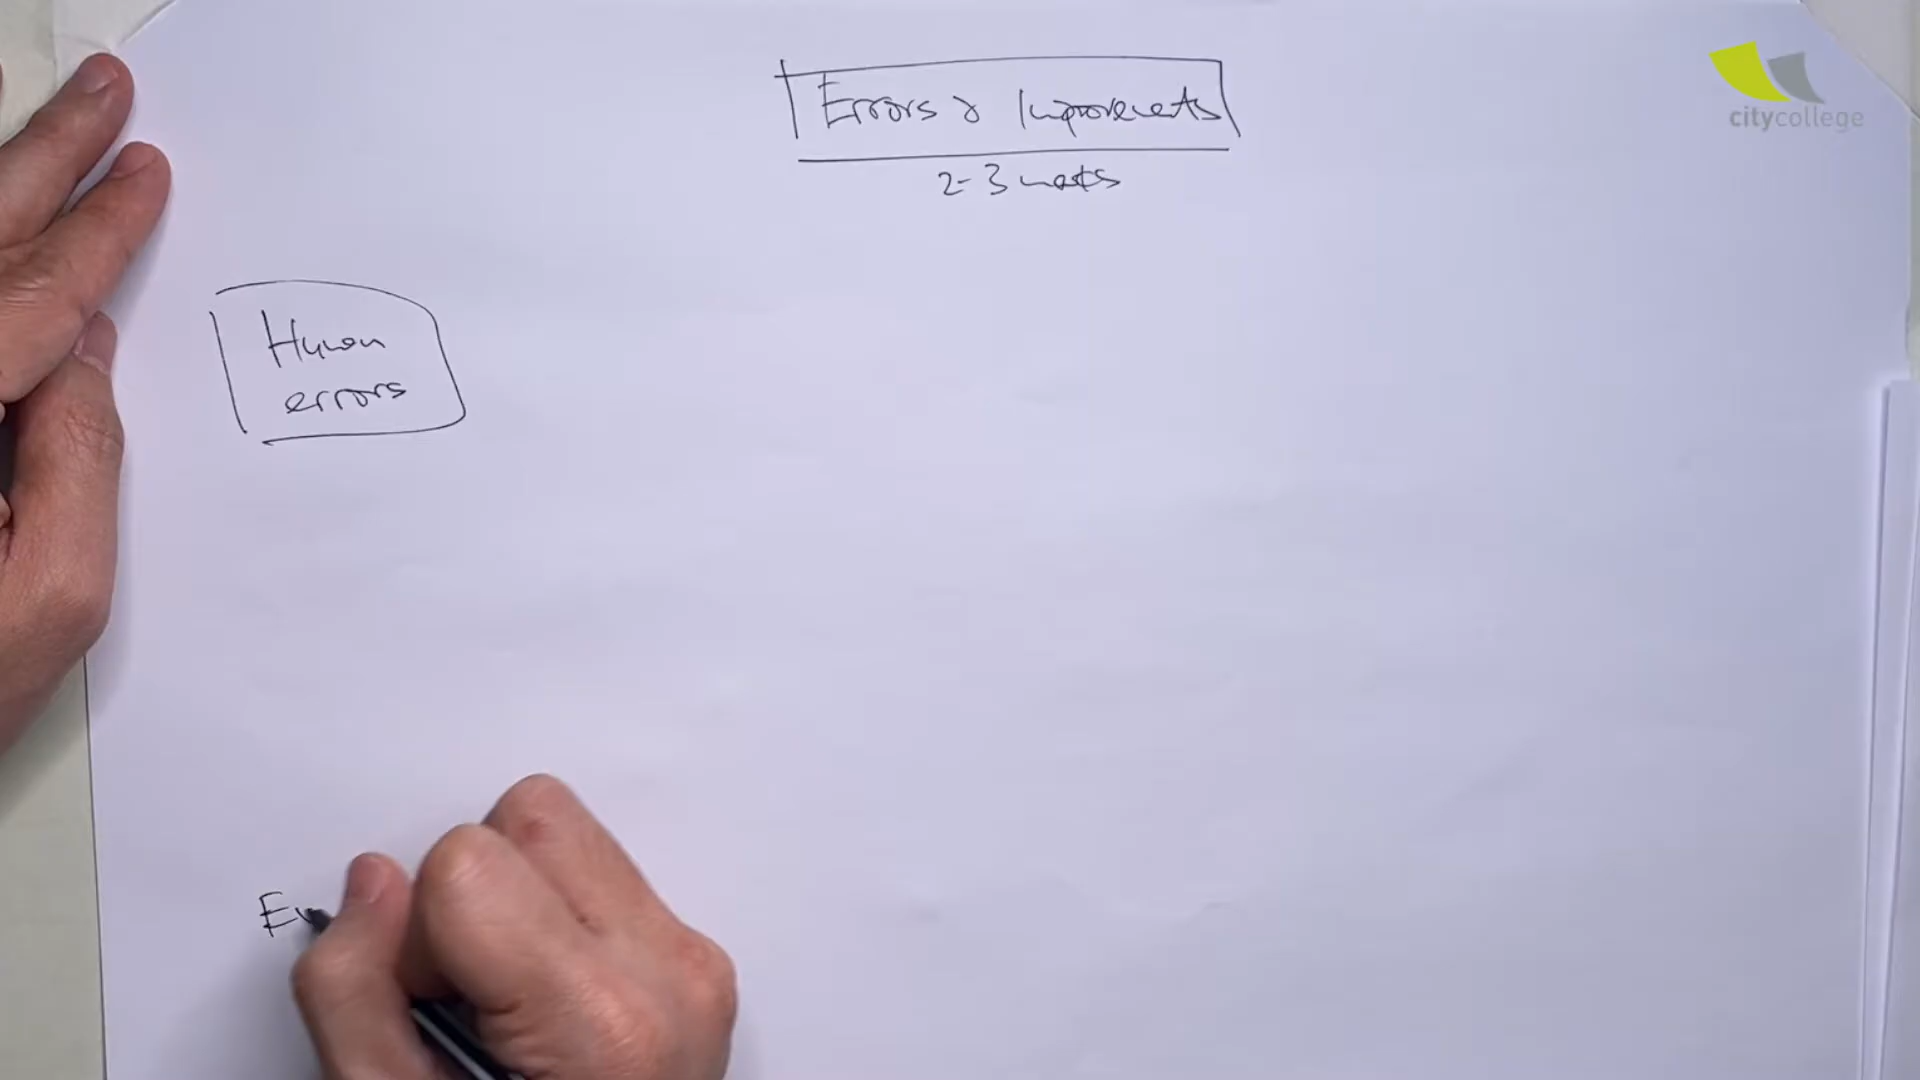 Errors & Improvements
citycollege
2-3 marks
Human
errors